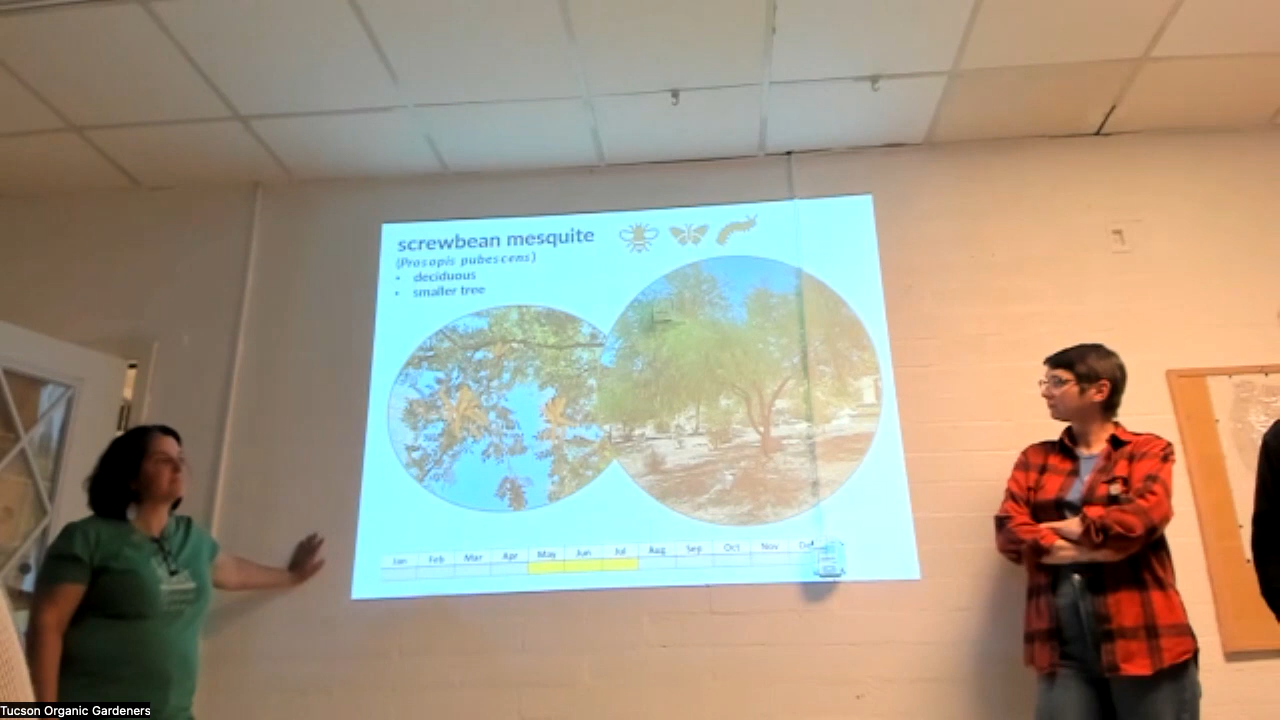 screwbean mesquite
(Prosopis pubescens)
• deciduous
• smaller tree
Jan Feb Mar Apr May Jun Jul Aug Sep Oct Nov
Tucson Organic Gardeners